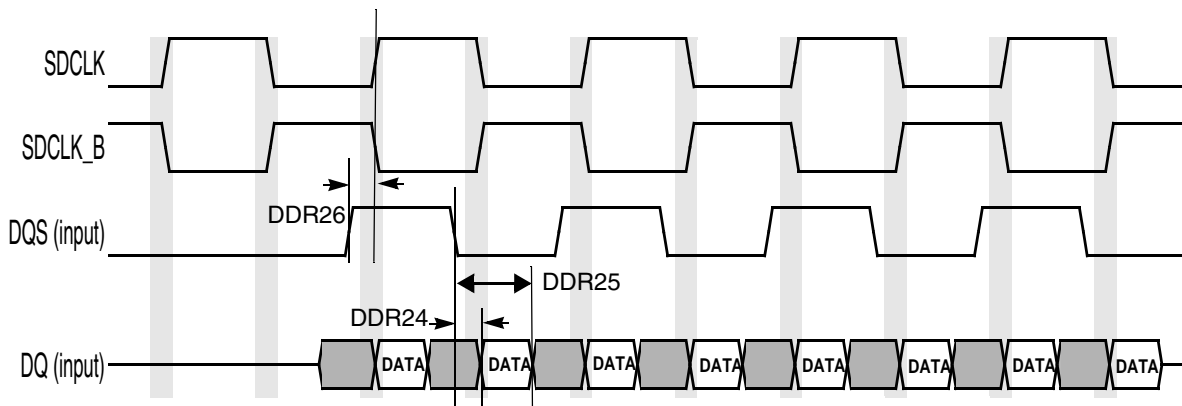 SDCLK
SDCLK_B
DDR26
DQS (input)
DDR25
DDR24
DQ (input)
DATA DATA DATA DATA DATA DATA DATA DATA